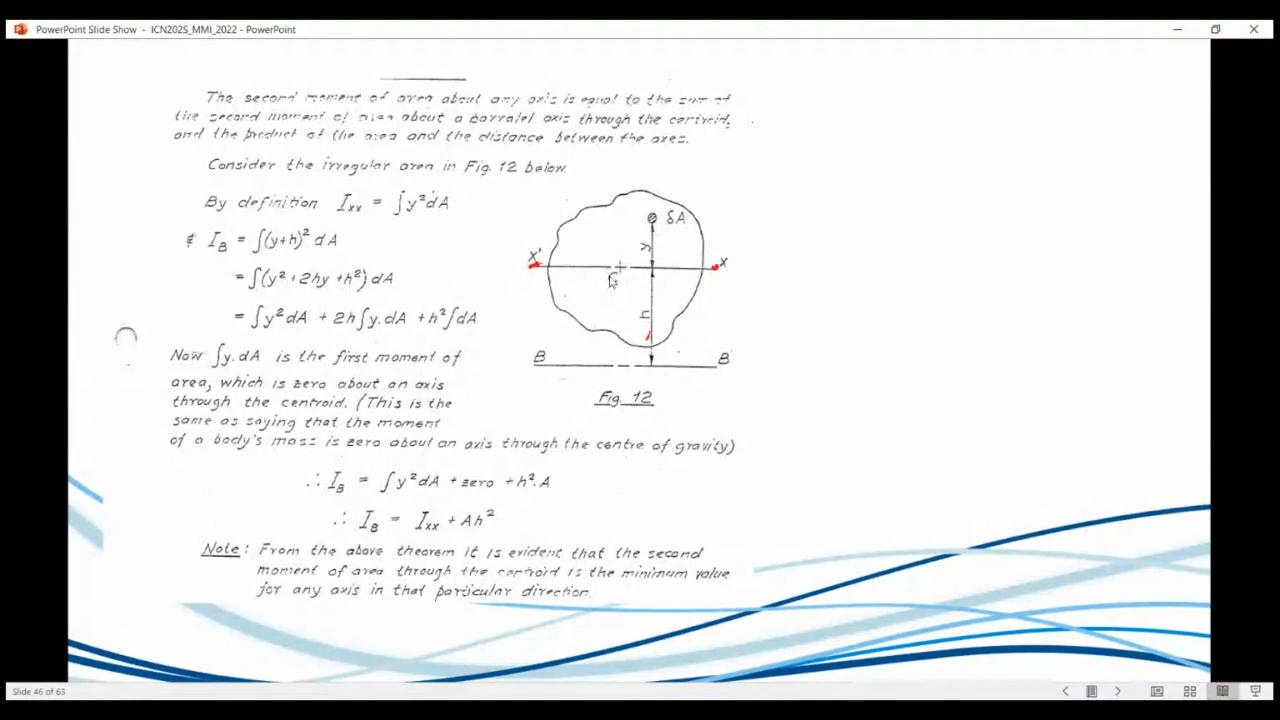 PowerPoint Slide Show - ICN202S_MMI_2022 - PowerPoint
The second moment of area about any axis is equal to the sum of
the second moment of area about a parralel axis through the centroid,
and the product of the area and the distance between the axes.
Consider the irregular area in Fig. 12 below.
By definition Ixx = ∫y²dA
& I_B = ∫(y+h)² dA
= ∫(y² + 2hy + h²) dA
= ∫y²dA + 2h∫y.dA + h²∫dA
Now ∫y.dA is the first moment of
area, which is zero about an axis
through the centroid. (This is the
same as saying that the moment
of a body's mass is zero about an axis through the centre of gravity)
δA
y
X'
X
G
h
B
B
Fig. 12
∴ I_B = ∫y²dA + zero + h².A
∴ I_B = Ixx + Ah²
Note: From the above theorem it is evident that the second
moment of area through the centroid is the minimum value
for any axis in that particular direction.
Slide 46 of 63